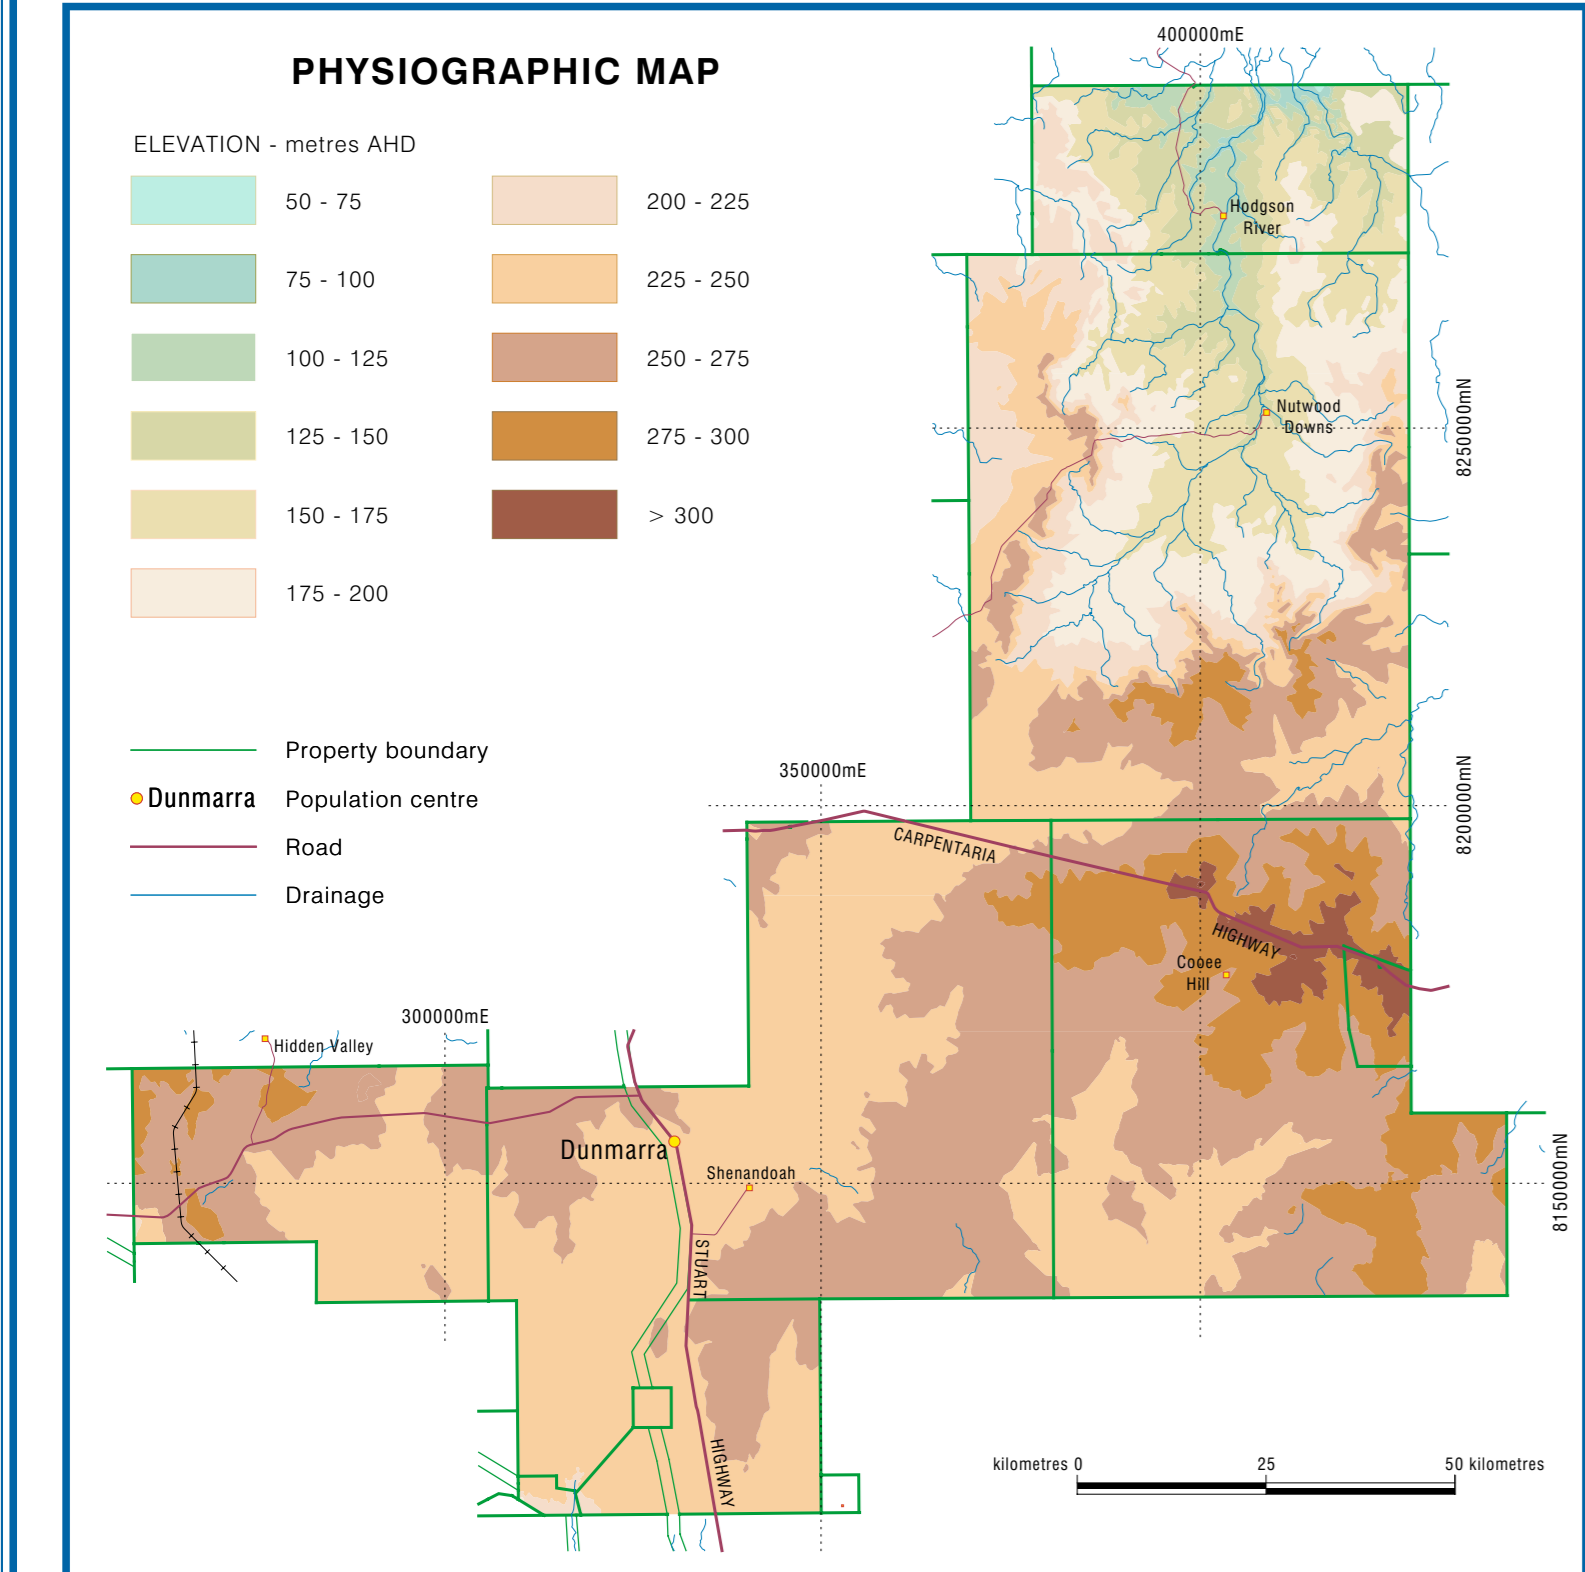 PHYSIOGRAPHIC MAP
ELEVATION - metres AHD
50 - 75
75 - 100
100 - 125
125 - 150
150 - 175
175 - 200
200 - 225
225 - 250
250 - 275
275 - 300
> 300
Property boundary
Dunmarra Population centre
Road
Drainage
400000mE
Hodgson
River
Nutwood
Downs
8250000mN
350000mE
8200000mN
CARPENTARIA
HIGHWAY
Cooee
Hill
300000mE
Hidden Valley
Dunmarra
Shenandoah
8150000mN
STUART
HIGHWAY
kilometres 0 25 50 kilometres